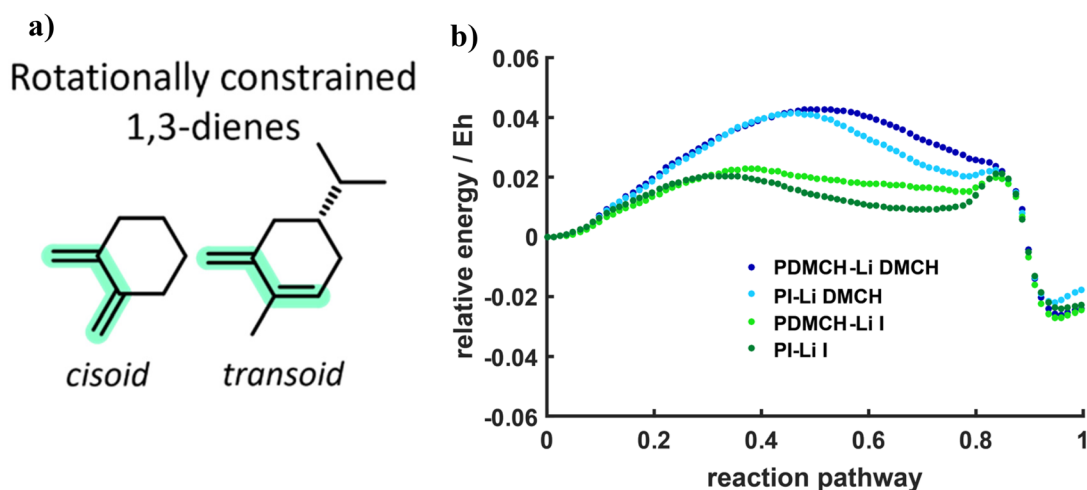 a)
Rotationally constrained
1,3-dienes
cisoid
transoid
b)
relative energy / Eh
0.06
0.04
0.02
0
-0.02
-0.04
-0.06
PDMCH-Li DMCH
PI-Li DMCH
PDMCH-Li I
PI-Li I
0
0.2
0.4
0.6
0.8
1
reaction pathway